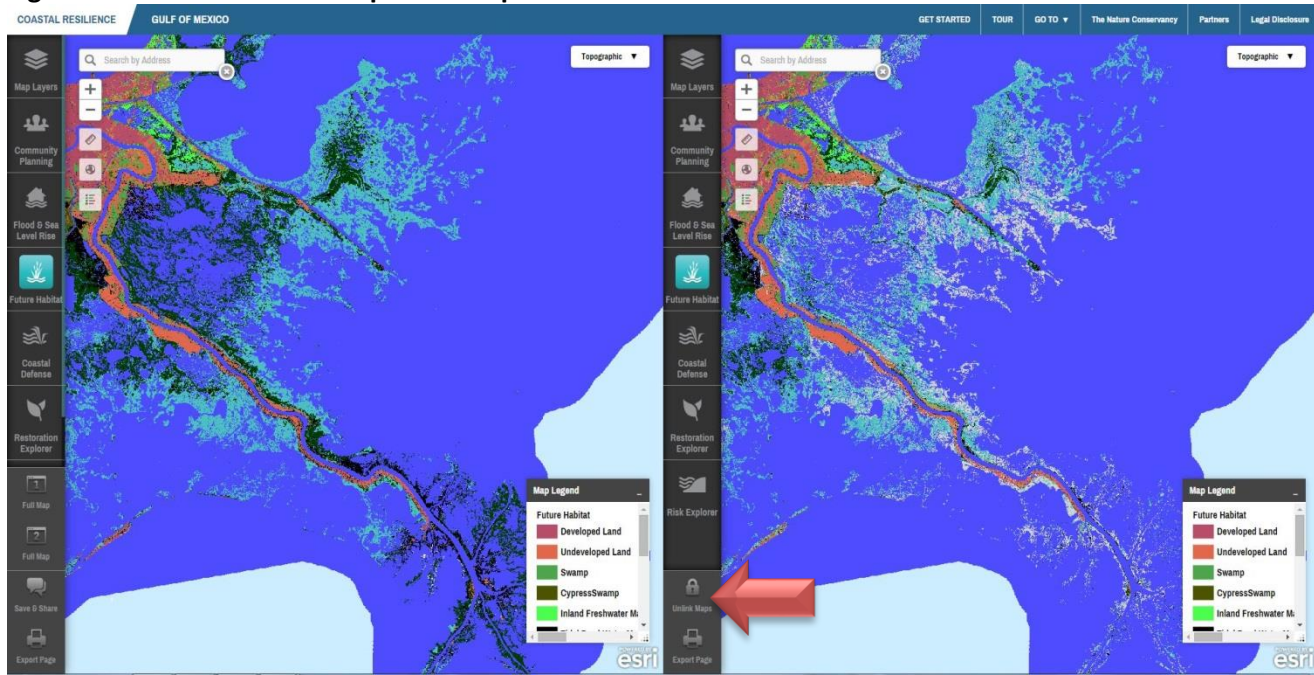 COASTAL RESILIENCE
GULF OF MEXICO
GET STARTED
TOUR
GO TO ▼
The Nature Conservancy
Partners
Legal Disclosure
Map Layers
Community
Planning
Flood & Sea
Level Rise
Future Habitat
Coastal
Defense
Restoration
Explorer
1
Full Map
2
Full Map
Save & Share
Export Page
Search by Address
Topographic ▼
Map Legend
Future Habitat
Developed Land
Undeveloped Land
Swamp
CypressSwamp
Inland Freshwater Ma
esri
Map Layers
Community
Planning
Flood & Sea
Level Rise
Future Habitat
Coastal
Defense
Restoration
Explorer
Risk Explorer
Unlink Maps
Export Page
Search by Address
Topographic ▼
Map Legend
Future Habitat
Developed Land
Undeveloped Land
Swamp
CypressSwamp
Inland Freshwater Ma
esri